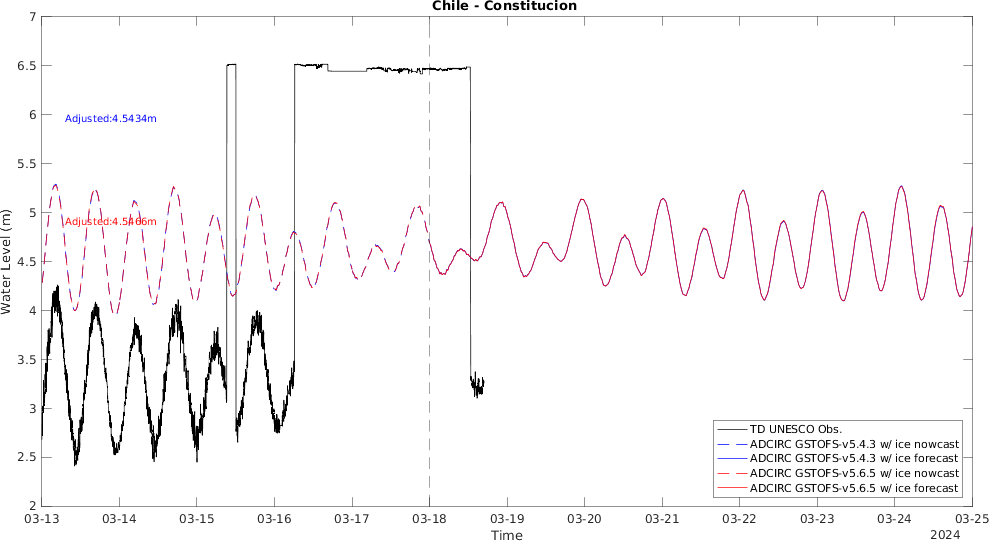 Chile - Constitucion
7
6.5
6
5.5
5
4.5
4
3.5
3
2.5
2
Water Level (m)
Adjusted:4.5434m
Adjusted:4.5466m
TD UNESCO Obs.
ADCIRC GSTOFS-v5.4.3 w/ ice nowcast
ADCIRC GSTOFS-v5.4.3 w/ ice forecast
ADCIRC GSTOFS-v5.6.5 w/ ice nowcast
ADCIRC GSTOFS-v5.6.5 w/ ice forecast
03-13 03-14 03-15 03-16 03-17 03-18 03-19 03-20 03-21 03-22 03-23 03-24 03-25
Time
2024